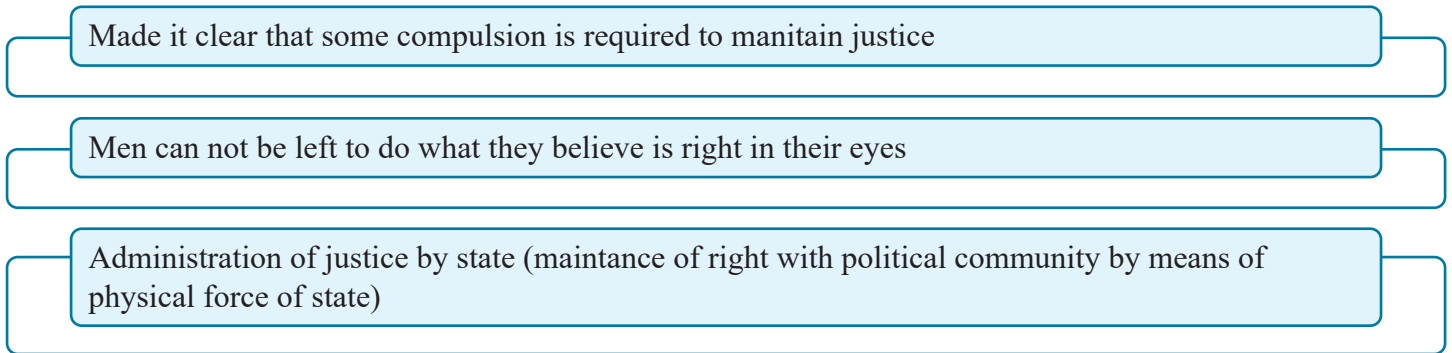 Made it clear that some compulsion is required to manitain justice
Men can not be left to do what they believe is right in their eyes
Administration of justice by state (maintance of right with political community by means of
physical force of state)